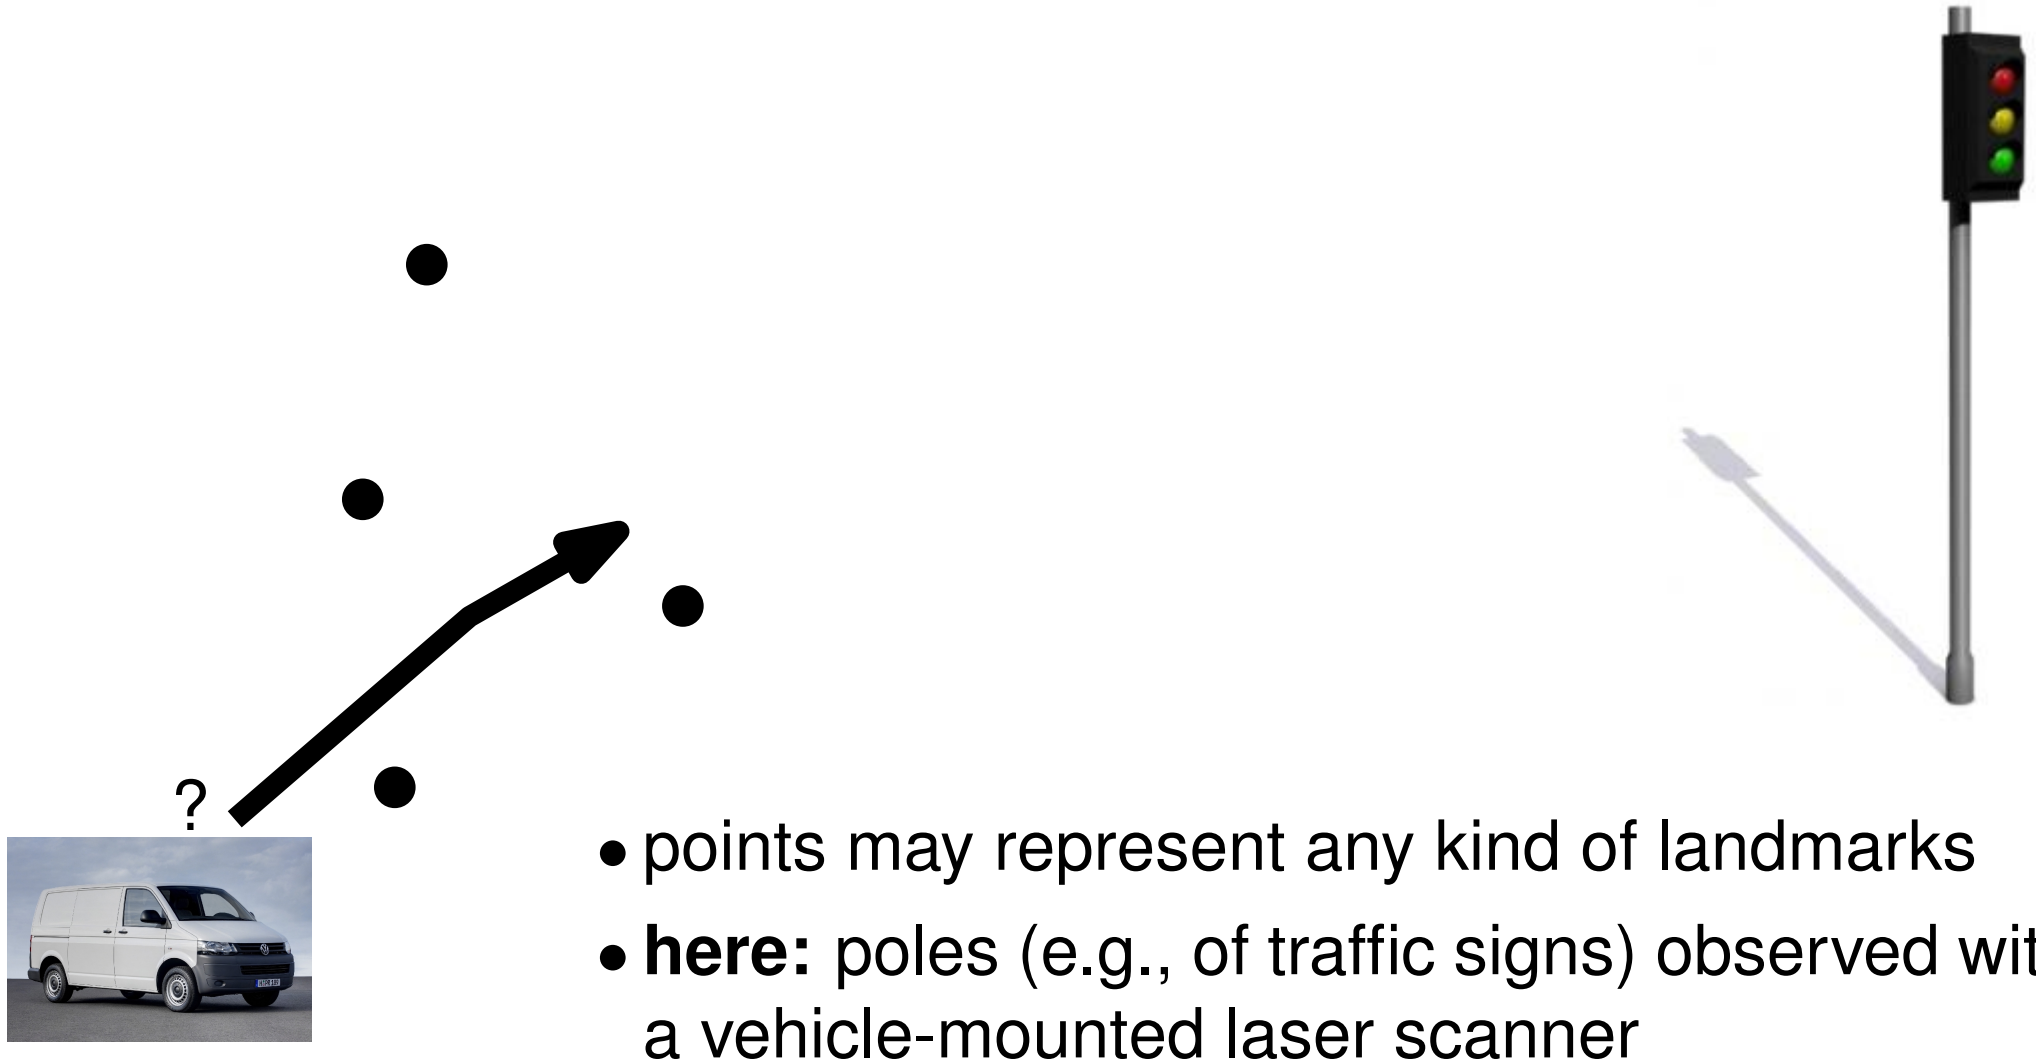 ?
• points may represent any kind of landmarks
• here: poles (e.g., of traffic signs) observed wit
a vehicle-mounted laser scanner